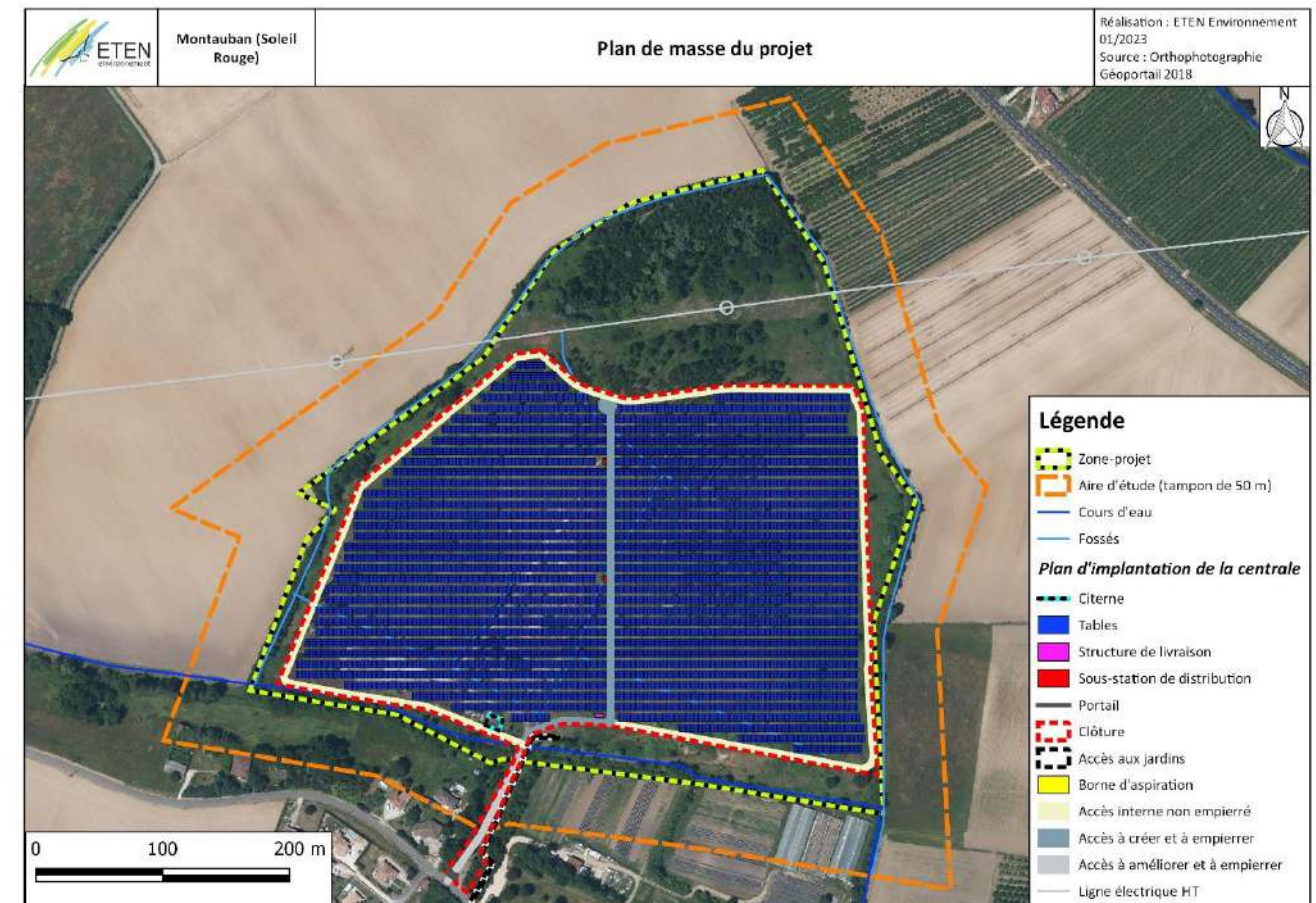 ETEN
environnement
Montauban (Soleil
Rouge)
Plan de masse du projet
Réalisation : ETEN Environnement
01/2023
Source : Orthophotographie
Géoportail 2018
N
Légende
Zone-projet
Aire d'étude (tampon de 50 m)
Cours d'eau
Fossés
Plan d'implantation de la centrale
Citerne
Tables
Structure de livraison
Sous-station de distribution
Portail
Clôture
Accès aux jardins
Borne d'aspiration
Accès interne non empierré
Accès à créer et à empierrer
Accès à améliorer et à empierrer
Ligne électrique HT
0 100 200 m